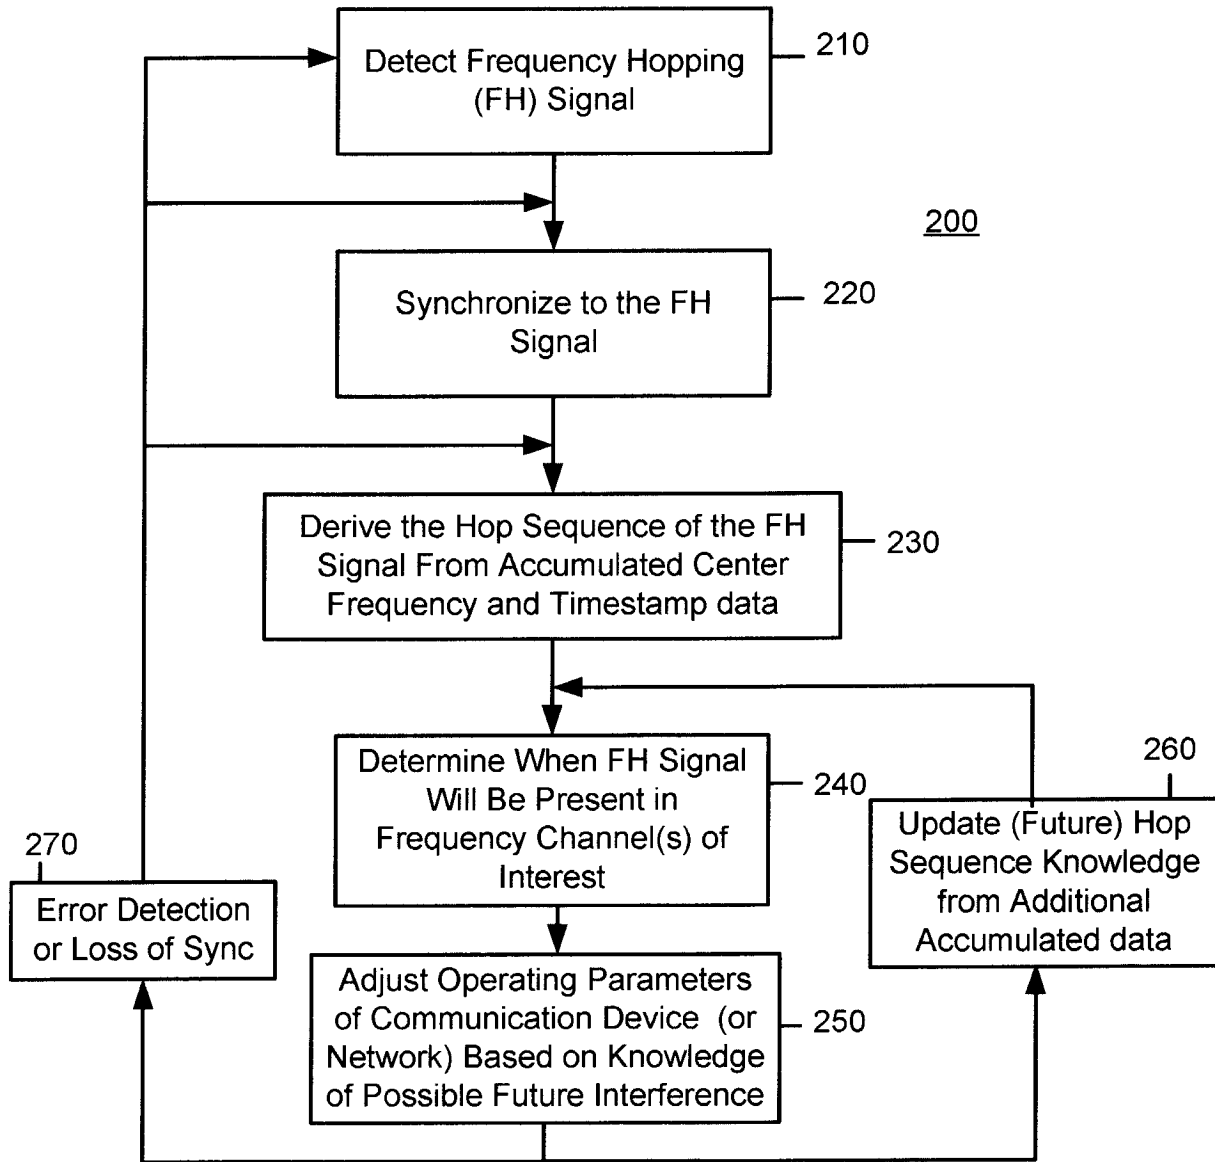 Detect Frequency Hopping
(FH) Signal
210
200
Synchronize to the FH
Signal
220
Derive the Hop Sequence of the FH
Signal From Accumulated Center
Frequency and Timestamp data
230
Determine When FH Signal
Will Be Present in
Frequency Channel(s) of
Interest
240
260
Update (Future) Hop
Sequence Knowledge
from Additional
Accumulated data
270
Error Detection
or Loss of Sync
Adjust Operating Parameters
of Communication Device (or
Network) Based on Knowledge
of Possible Future Interference
250